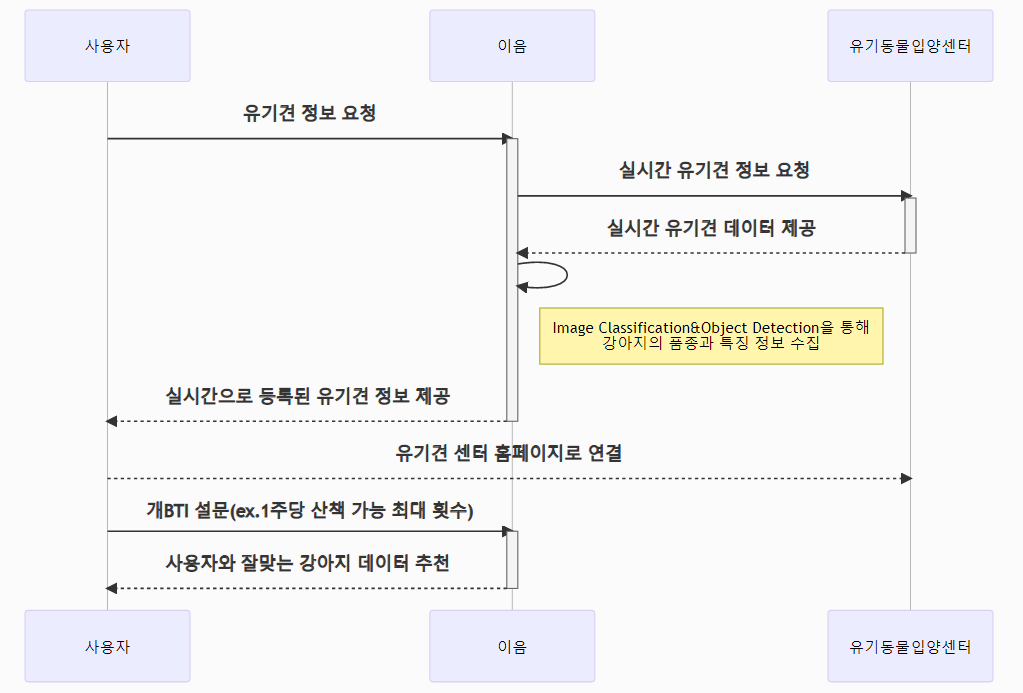 사용자
이음
유기동물입양센터
유기견 정보 요청
실시간 유기견 정보 요청
실시간 유기견 데이터 제공
Image Classification&Object Detection을 통해
강아지의 품종과 특징 정보 수집
실시간으로 등록된 유기견 정보 제공
유기견 센터 홈페이지로 연결
개BTI 설문(ex.1주당 산책 가능 최대 횟수)
사용자와 잘맞는 강아지 데이터 추천
사용자
이음
유기동물입양센터